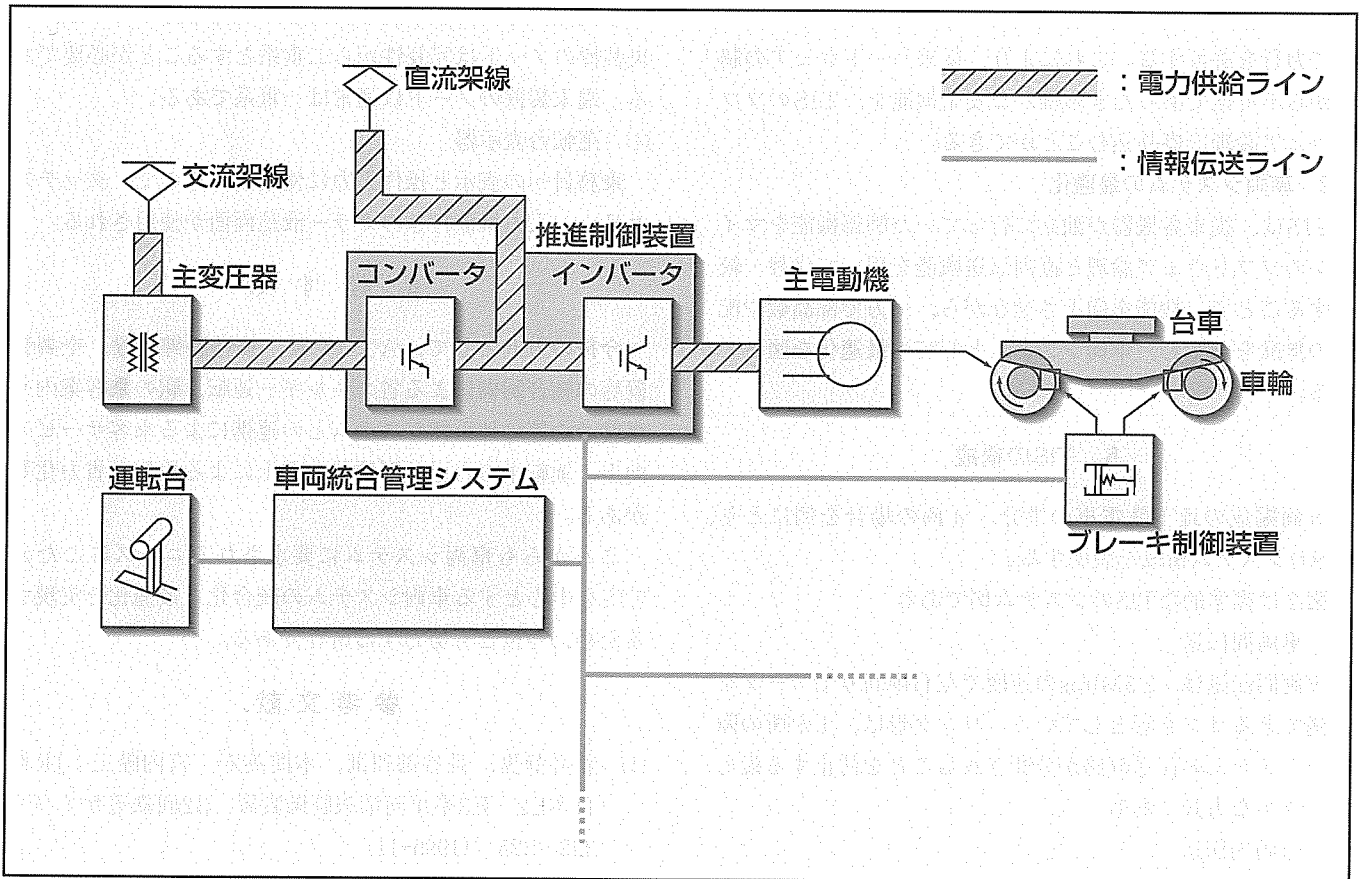 直流架線
：電力供給ライン
交流架線
：情報伝送ライン
推進制御装置
主変圧器
コンバータ
インバータ
主電動機
台車
車輪
運転台
車両統合管理システム
ブレーキ制御装置